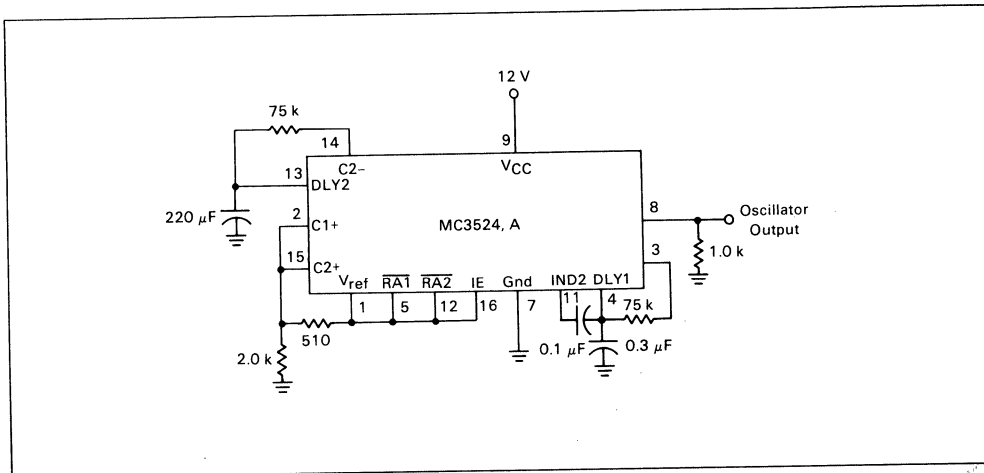 12 V
75 k
14
9
C2-
VCC
13
DLY2
220 μF
2
C1+
MC3524, A
8
Oscillator
Output
15
C2+
3
1.0 k
Vref
RA1
RA2
IE
Gnd
IND2
DLY1
1
5
12
16
7
11
4
75 k
510
2.0 k
0.1 μF
0.3 μF